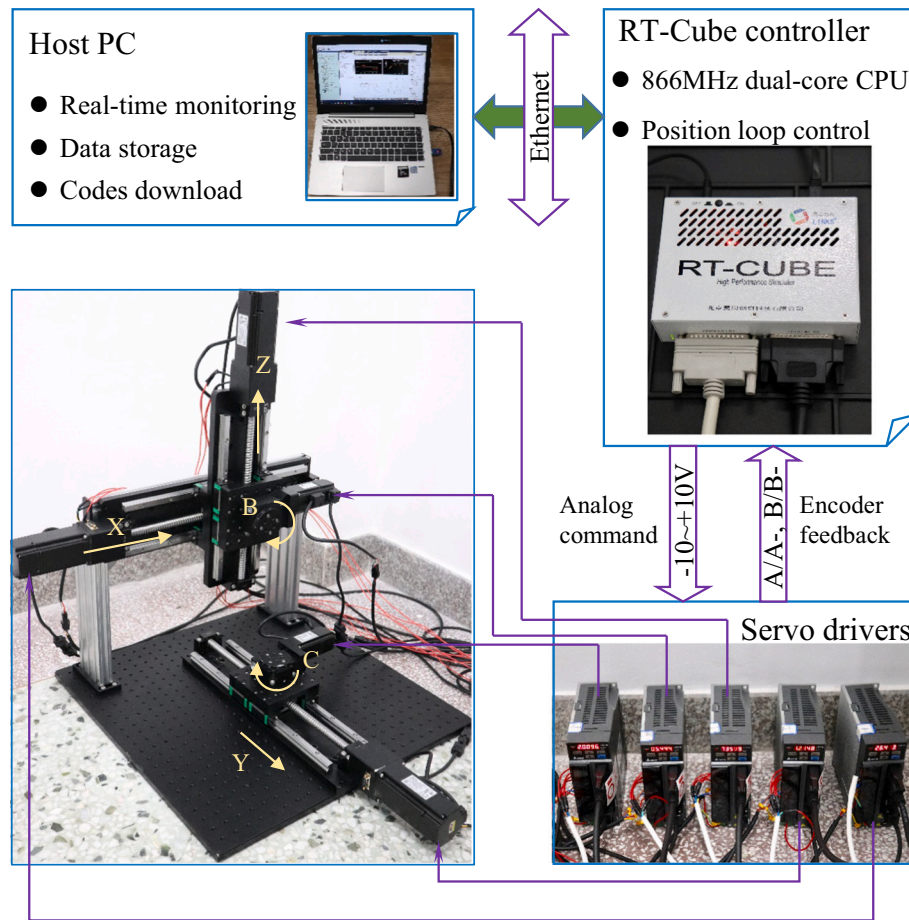 Host PC
● Real-time monitoring
● Data storage
● Codes download
Ethernet
RT-Cube controller
● 866MHz dual-core CPU
● Position loop control
LINKS
RT-CUBE
High Performance Simulator
Z
B
X
C
Y
Analog
command
-10~+10V
A/A-, B/B-
Encoder
feedback
Servo drivers